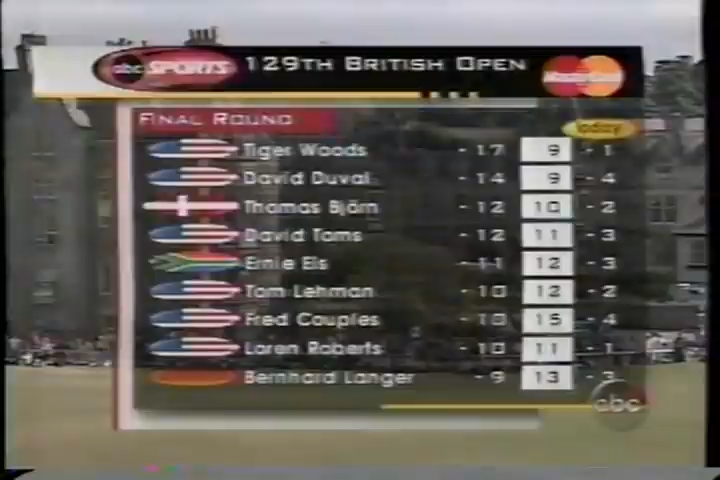 abc SPORTS 129TH BRITISH OPEN MasterCard
FINAL ROUND today
Tiger Woods -17 9 -1
David Duval -14 9 -4
Thomas Björn -12 10 -2
David Toms -12 11 -3
Ernie Els -11 12 -3
Tom Lehman -10 12 -2
Fred Couples -10 15 -4
Loren Roberts -10 11 -1
Bernhard Langer -9 13 -3
abc